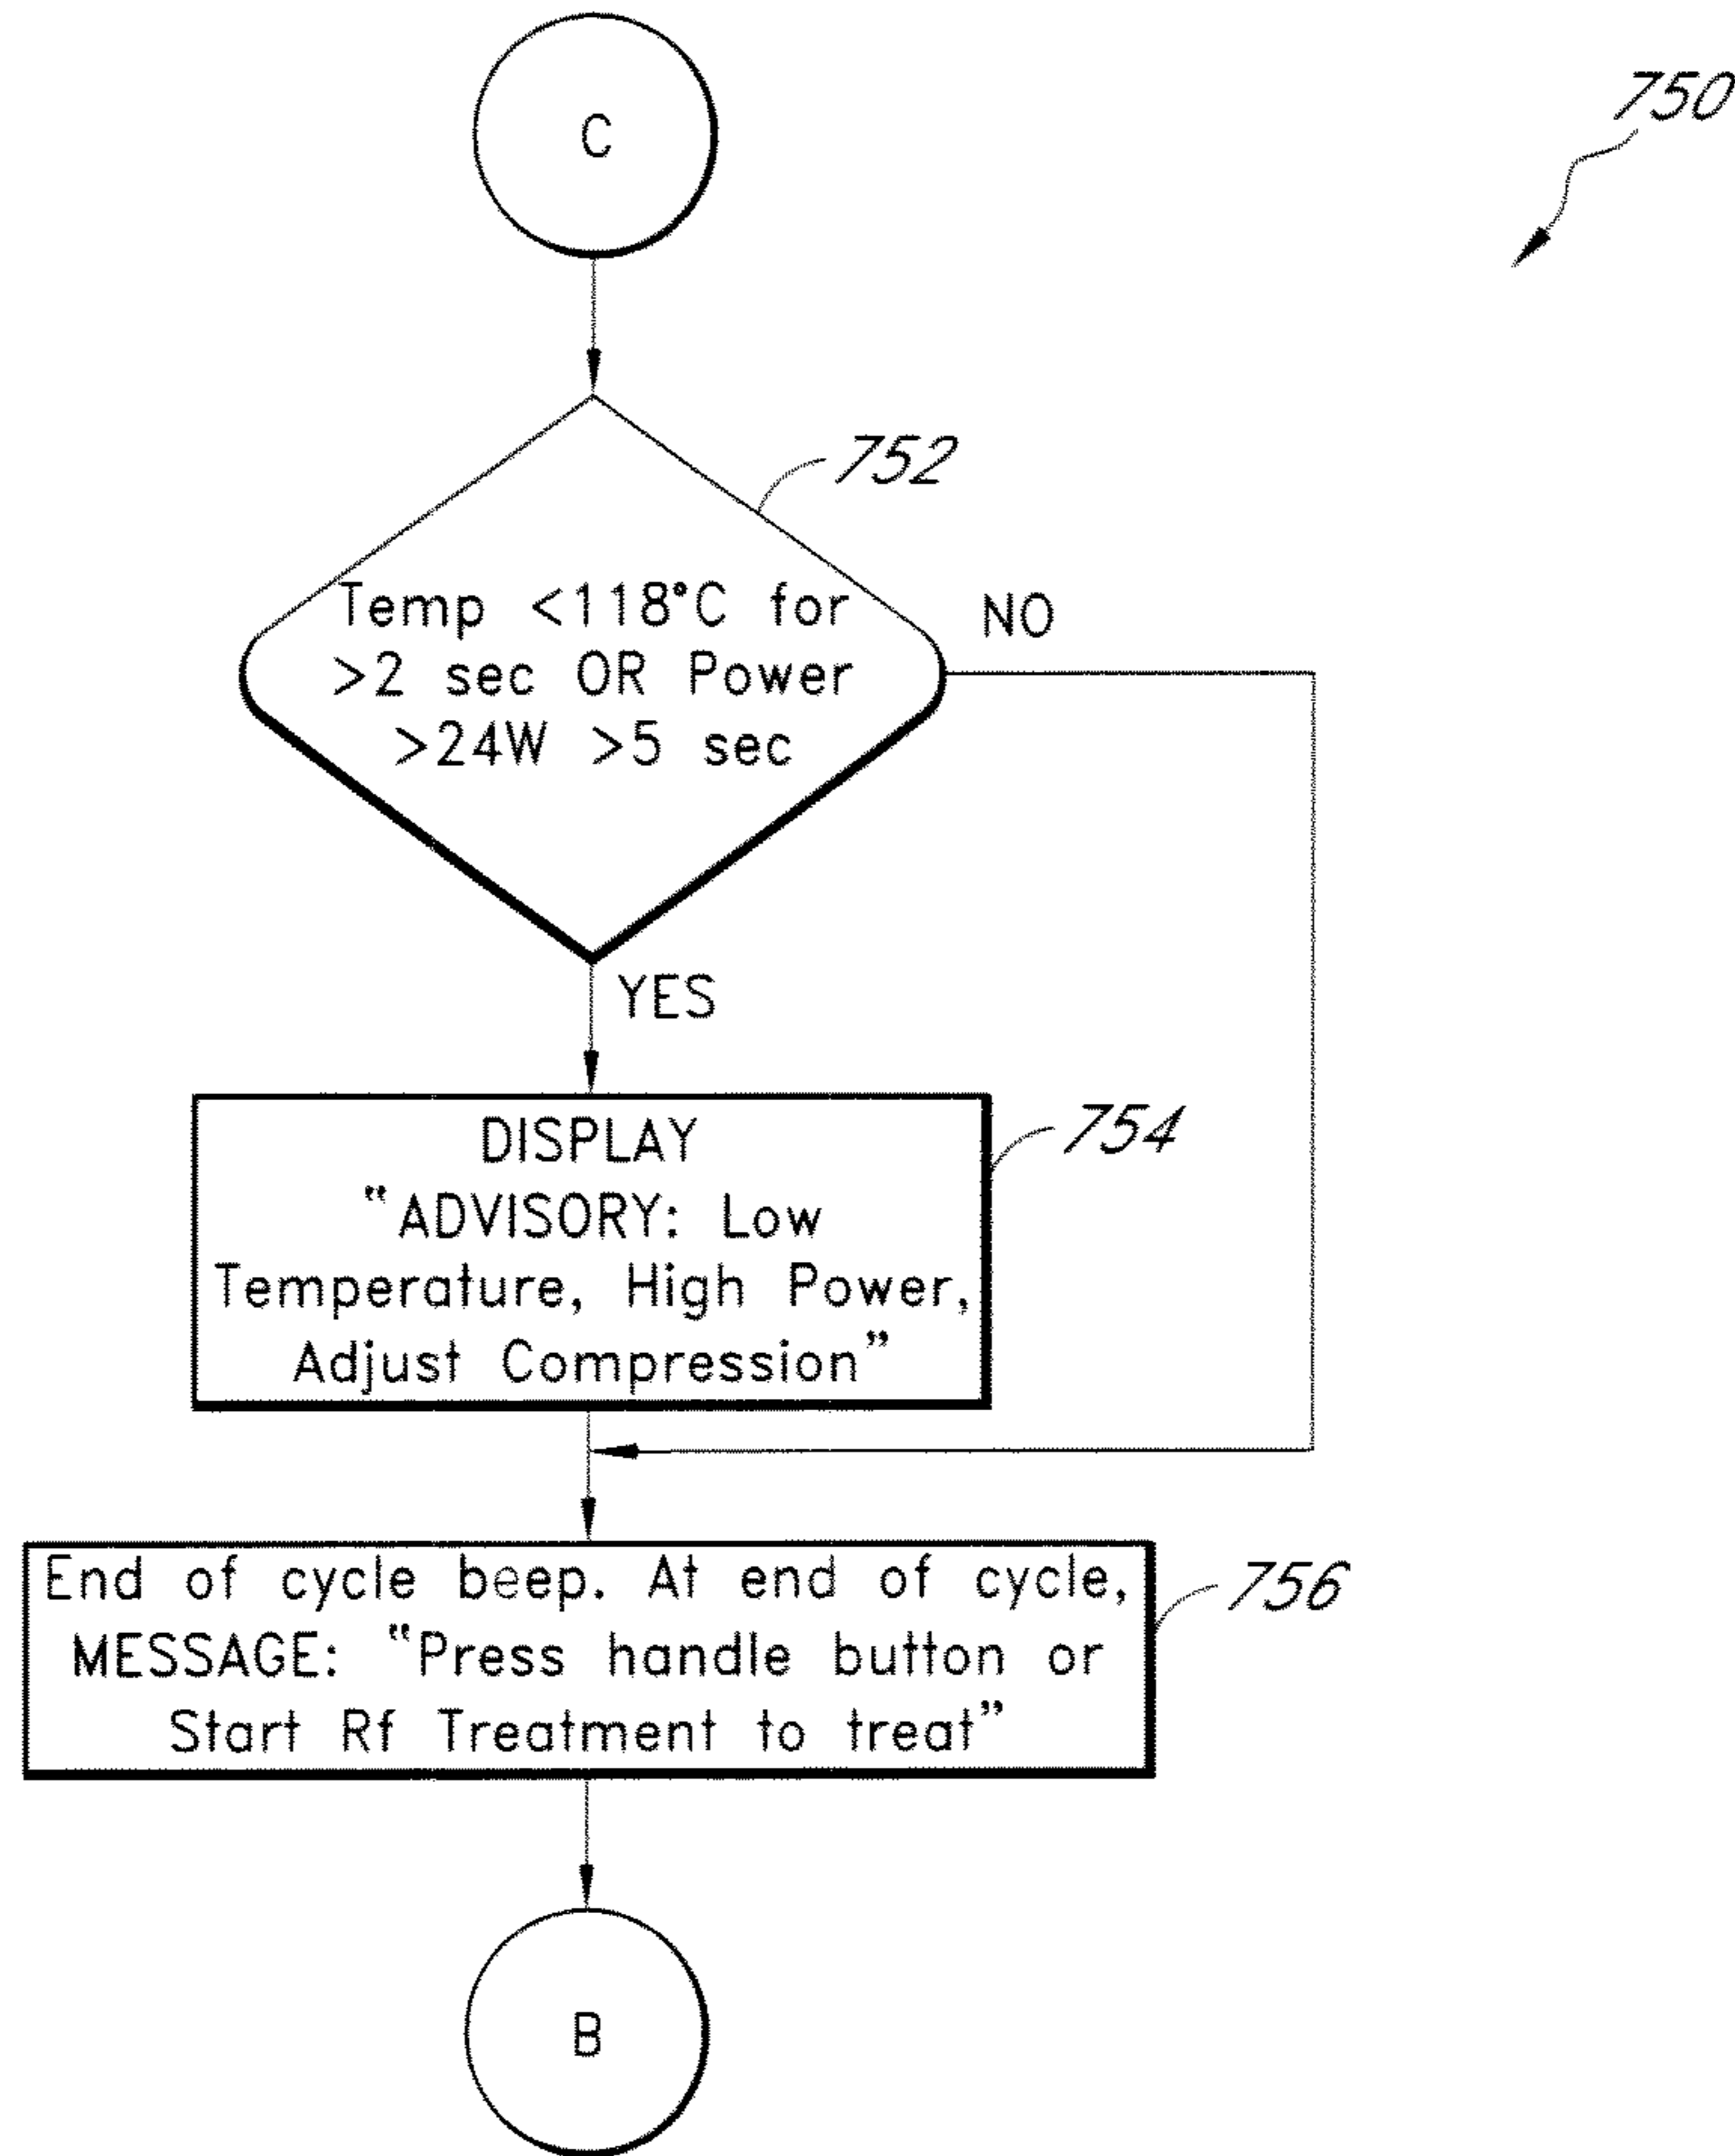 C
750
752
Temp <118°C for
>2 sec OR Power
>24W >5 sec
NO
YES
754
DISPLAY
"ADVISORY: Low
Temperature, High Power,
Adjust Compression"
End of cycle beep. At end of cycle,
MESSAGE: "Press handle button or
Start Rf Treatment to treat"
756
B